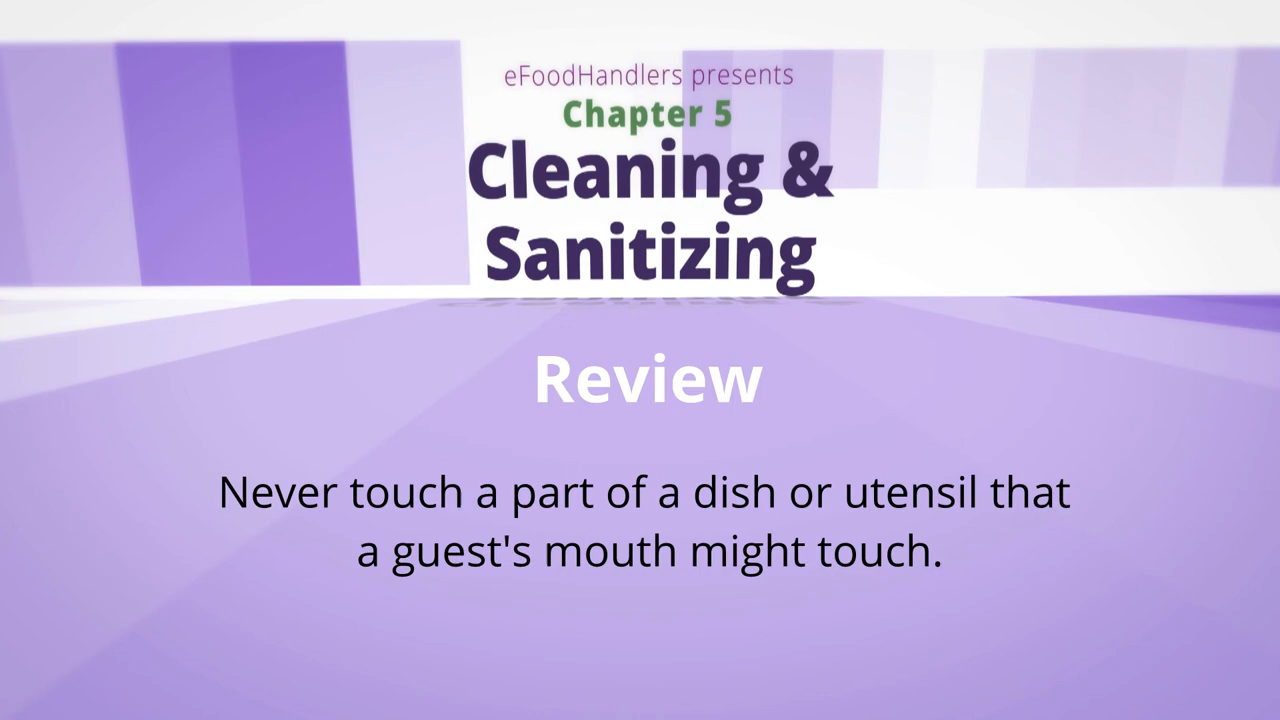 eFoodHandlers presents
Chapter 5
Cleaning &
Sanitizing
Review
Never touch a part of a dish or utensil that
a guest's mouth might touch.